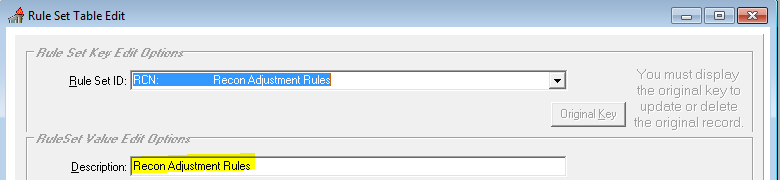 Rule Set Table Edit
Rule Set Key Edit Options
Rule Set ID: RCN: Recon Adjustment Rules
You must display
the original key to
update or delete
the original record.
Original Key
RuleSet Value Edit Options
Description: Recon Adjustment Rules